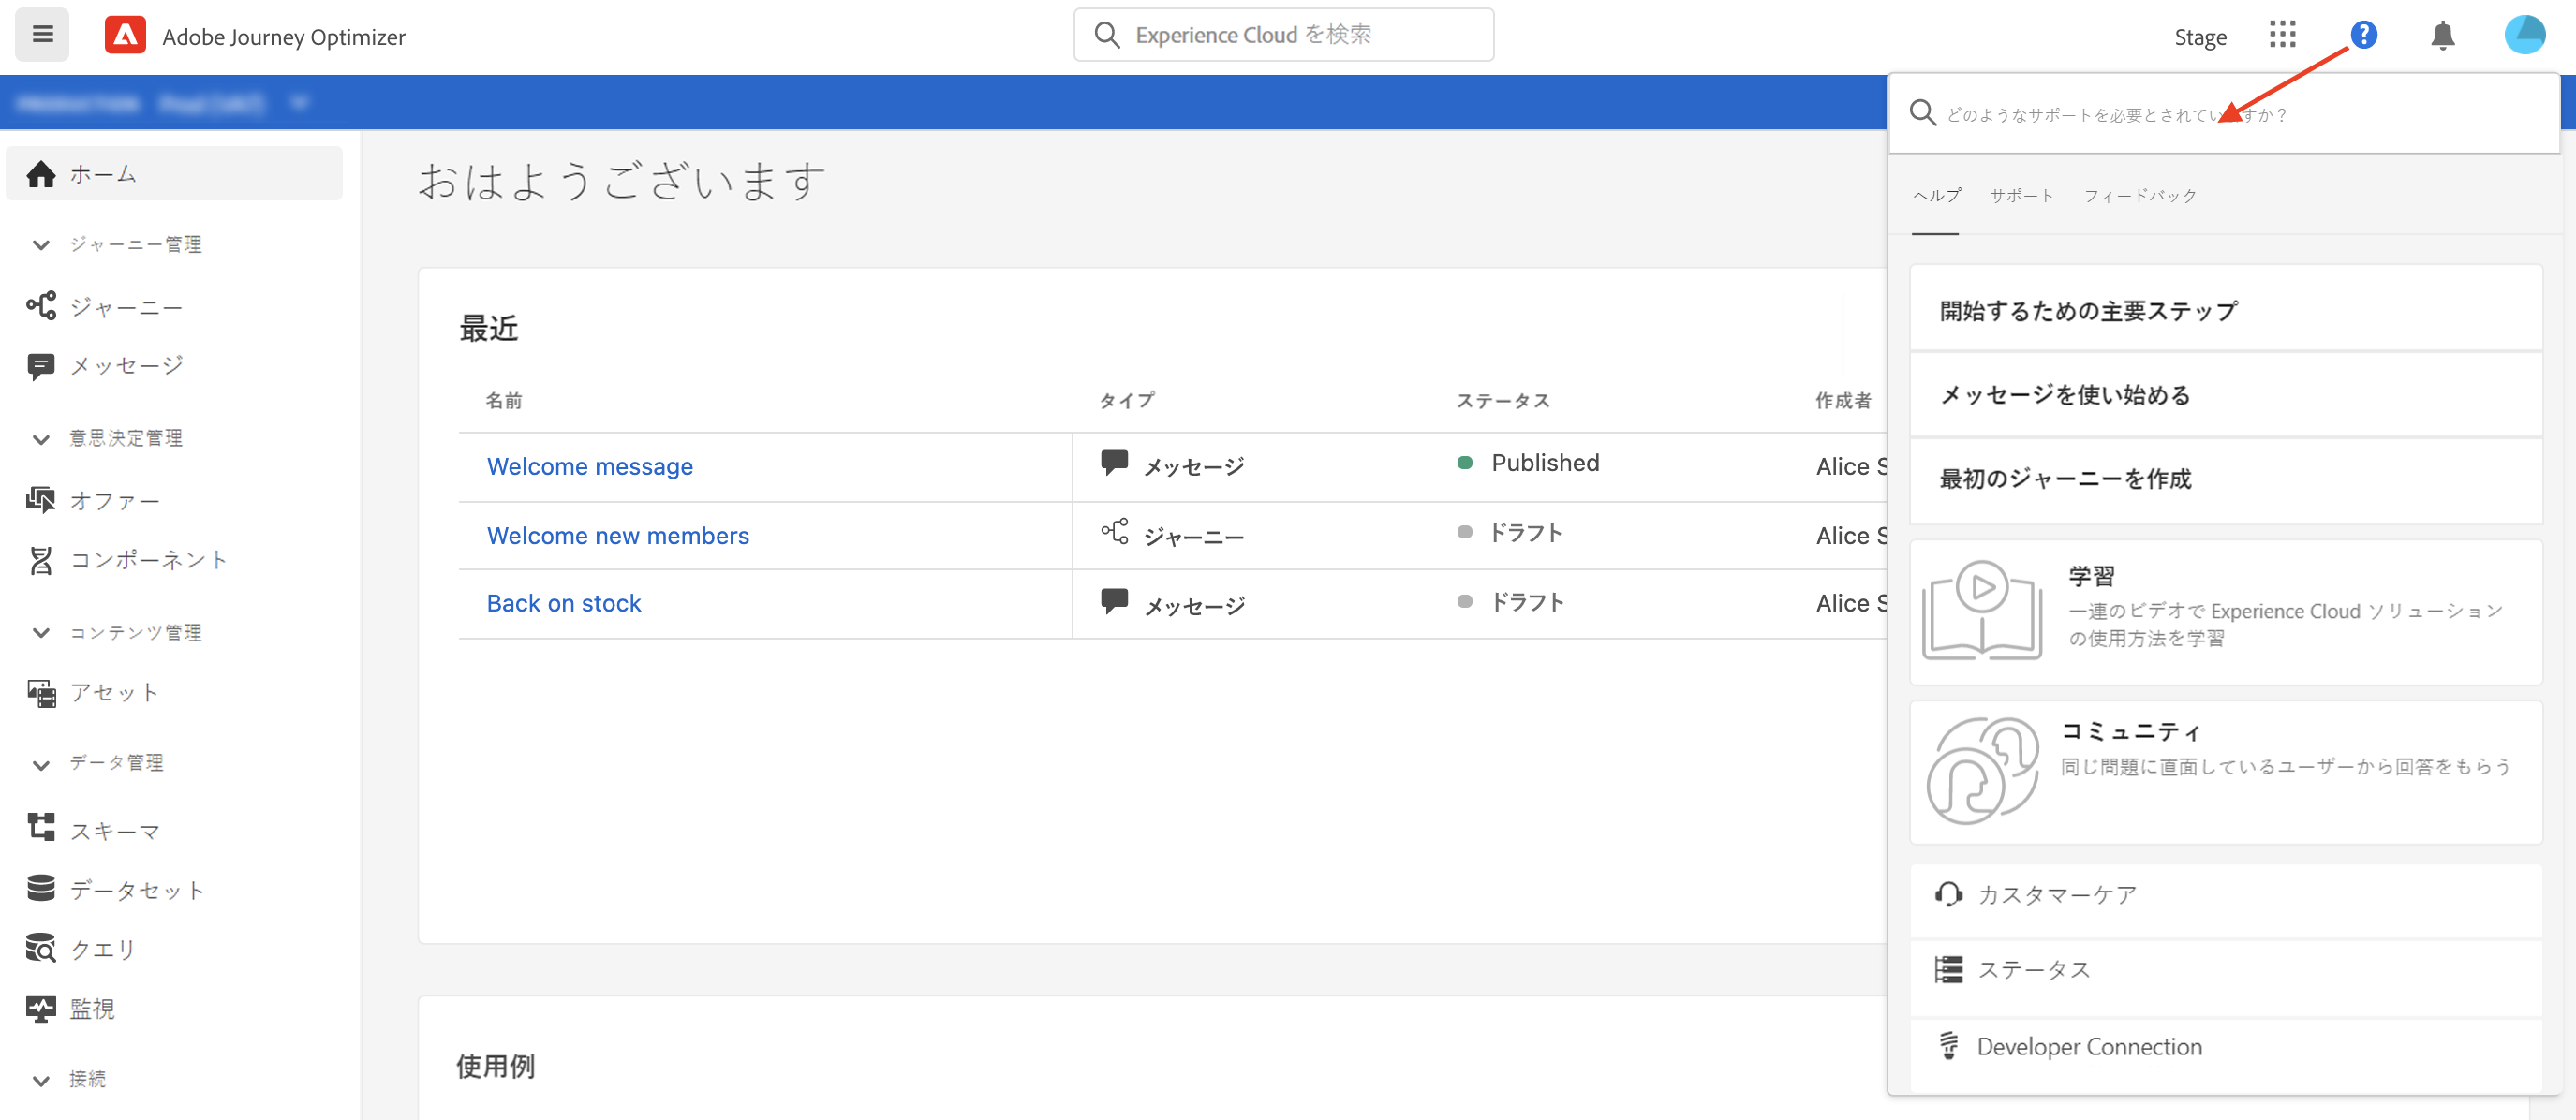 Adobe Journey Optimizer
Experience Cloud を検索
Stage
どのようなサポートを必要とされていますか？
ホーム
ジャーニー管理
ジャーニー
メッセージ
意思決定管理
オファー
コンポーネント
コンテンツ管理
アセット
データ管理
スキーマ
データセット
クエリ
監視
接続
おはようございます
最近
名前 タイプ ステータス 作成者
Welcome message メッセージ Published Alice S
Welcome new members ジャーニー ドラフト Alice S
Back on stock メッセージ ドラフト Alice S
使用例
ヘルプ サポート フィードバック
開始するための主要ステップ
メッセージを使い始める
最初のジャーニーを作成
学習
一連のビデオで Experience Cloud ソリューション
の使用方法を学習
コミュニティ
同じ問題に直面しているユーザーから回答をもらう
カスタマーケア
ステータス
Developer Connection